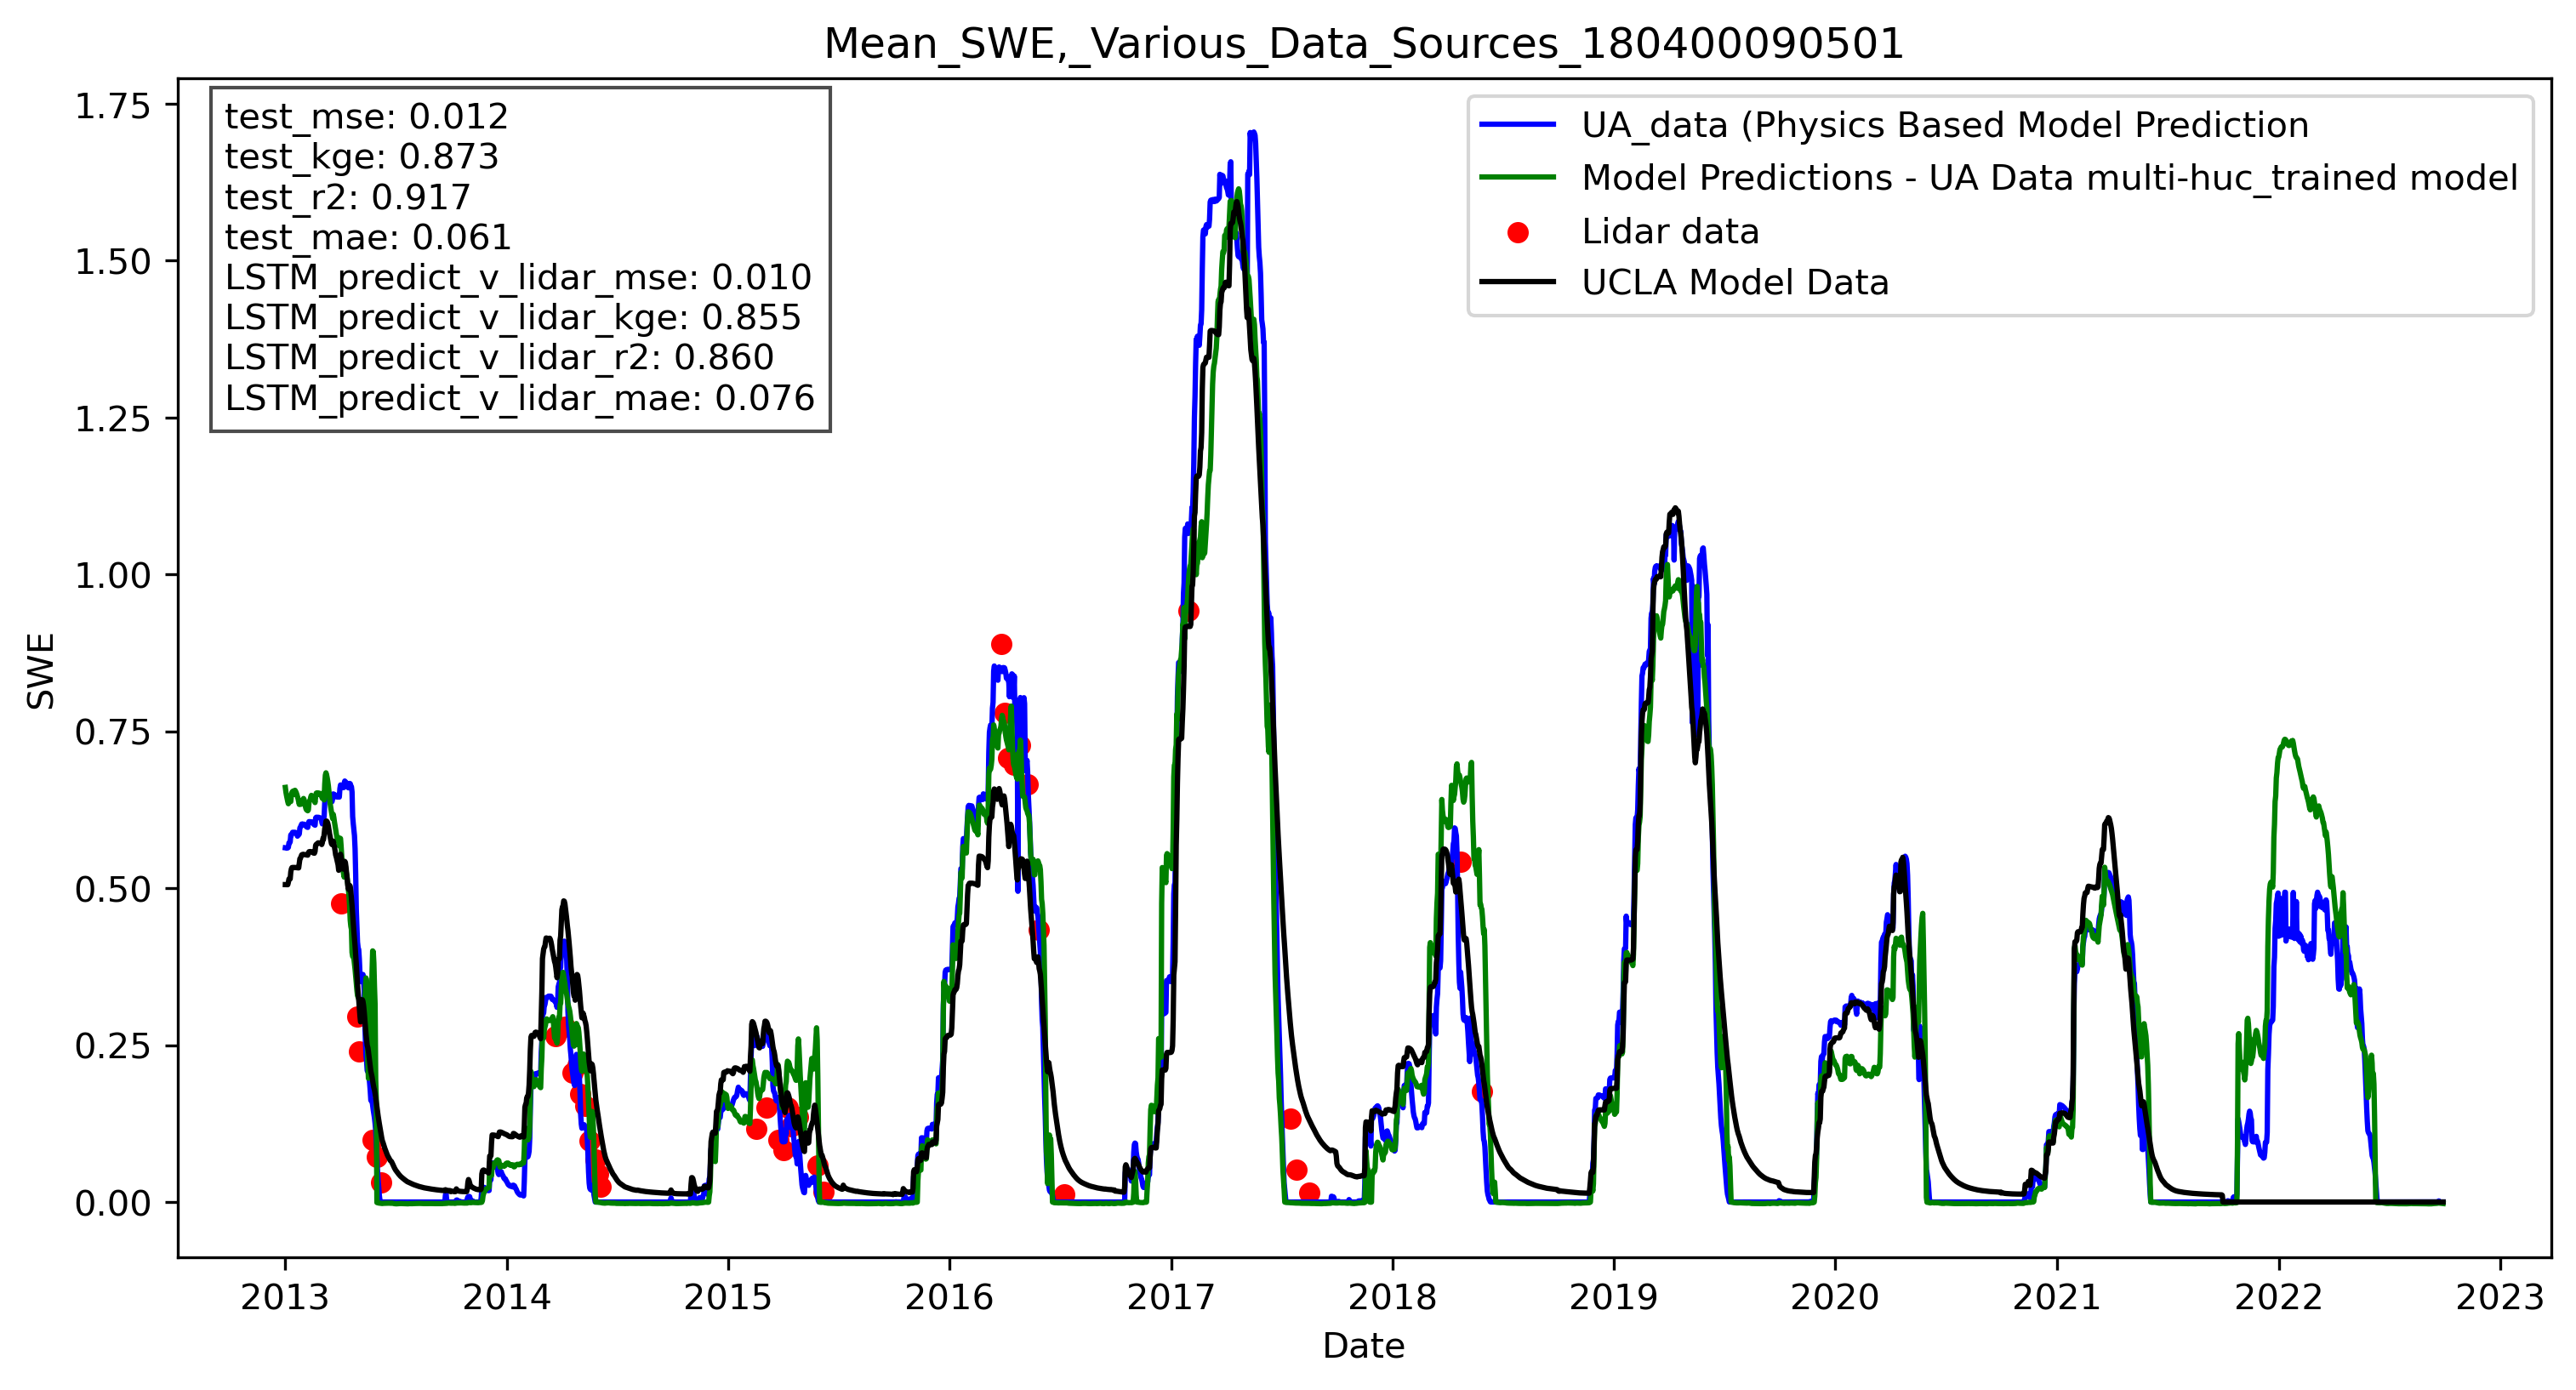 Mean_SWE,_Various_Data_Sources_180400090501
test_mse: 0.012
test_kge: 0.873
test_r2: 0.917
test_mae: 0.061
LSTM_predict_v_lidar_mse: 0.010
LSTM_predict_v_lidar_kge: 0.855
LSTM_predict_v_lidar_r2: 0.860
LSTM_predict_v_lidar_mae: 0.076
UA_data (Physics Based Model Prediction
Model Predictions - UA Data multi-huc_trained model
Lidar data
UCLA Model Data
SWE
1.75
1.50
1.25
1.00
0.75
0.50
0.25
0.00
2013 2014 2015 2016 2017 2018 2019 2020 2021 2022 2023
Date